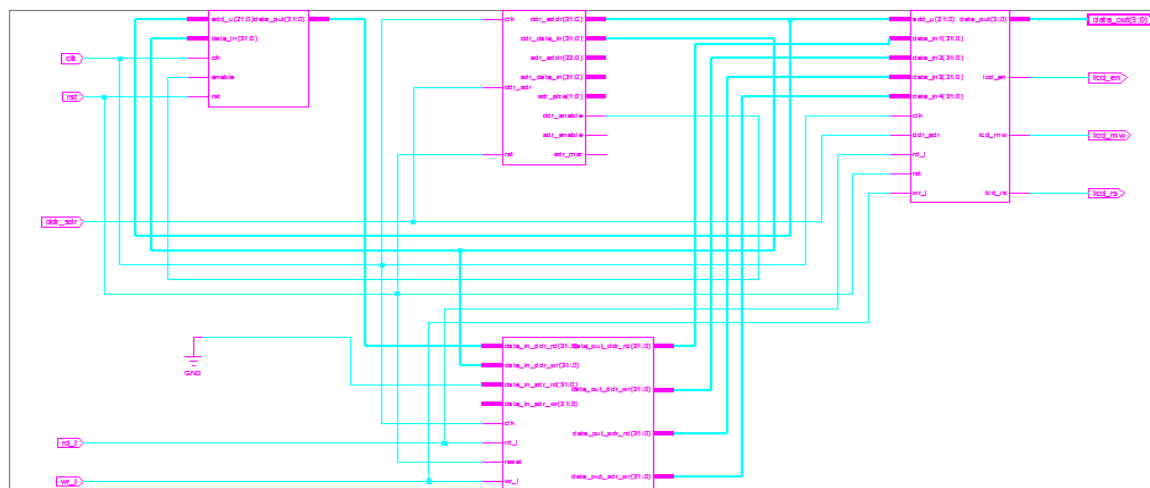 clk
rst
ddr_sdr
rd_l
wr_l
GND
add_u(21:0)
data_out(31:0)
data_in(31:0)
clk
enable
rst
clk
ddr_sdr
rst
ddr_addr(21:0)
ddr_data_in(31:0)
sdr_addr(22:0)
sdr_data_in(31:0)
sdr_size(1:0)
ddr_enable
sdr_enable
sdr_msr
add_u(21:0)
data_in1(31:0)
data_in2(31:0)
data_in3(31:0)
data_in4(31:0)
clk
ddr_sdr
rd_l
rst
wr_l
data_out(3:0)
lcd_en
lcd_rnw
lcd_rs
data_out(3:0)
lcd_en
lcd_rnw
lcd_rs
data_in_ddr_rd(31:0)
data_in_ddr_wr(31:0)
data_in_sdr_rd(31:0)
data_in_sdr_wr(31:0)
clk
rd_l
reset
wr_l
data_out_ddr_rd(31:0)
data_out_ddr_wr(31:0)
data_out_sdr_rd(31:0)
data_out_sdr_wr(31:0)